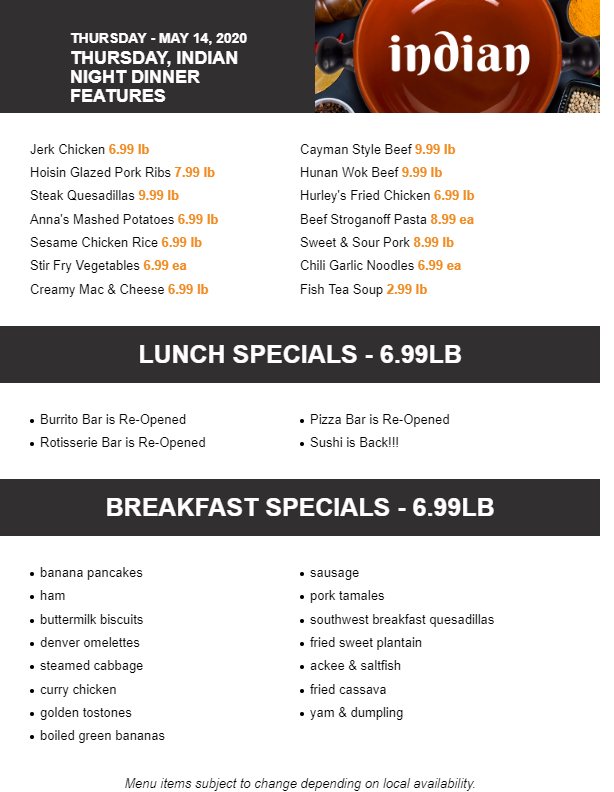 THURSDAY - MAY 14, 2020
THURSDAY, INDIAN
NIGHT DINNER
FEATURES
indian
Jerk Chicken 6.99 lb
Hoisin Glazed Pork Ribs 7.99 lb
Steak Quesadillas 9.99 lb
Anna's Mashed Potatoes 6.99 lb
Sesame Chicken Rice 6.99 lb
Stir Fry Vegetables 6.99 ea
Creamy Mac & Cheese 6.99 lb
Cayman Style Beef 9.99 lb
Hunan Wok Beef 9.99 lb
Hurley's Fried Chicken 6.99 lb
Beef Stroganoff Pasta 8.99 ea
Sweet & Sour Pork 8.99 lb
Chili Garlic Noodles 6.99 ea
Fish Tea Soup 2.99 lb
LUNCH SPECIALS - 6.99LB
• Burrito Bar is Re-Opened
• Rotisserie Bar is Re-Opened
• Pizza Bar is Re-Opened
• Sushi is Back!!!
BREAKFAST SPECIALS - 6.99LB
• banana pancakes
• ham
• buttermilk biscuits
• denver omelettes
• steamed cabbage
• curry chicken
• golden tostones
• boiled green bananas
• sausage
• pork tamales
• southwest breakfast quesadillas
• fried sweet plantain
• ackee & saltfish
• fried cassava
• yam & dumpling
Menu items subject to change depending on local availability.